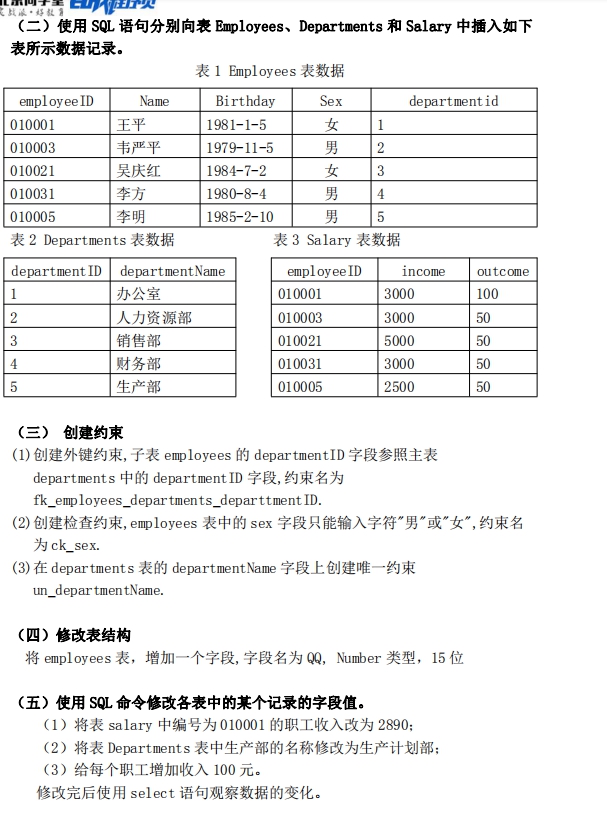 （二）使用 SQL 语句分别向表 Employees、Departments 和 Salary 中插入如下
表所示数据记录。
表 1 Employees 表数据
employeeID Name Birthday Sex departmentid
010001 王平 1981-1-5 女 1
010003 韦严平 1979-11-5 男 2
010021 吴庆红 1984-7-2 女 3
010031 李方 1980-8-4 男 4
010005 李明 1985-2-10 男 5
表 2 Departments 表数据
departmentID departmentName
1 办公室
2 人力资源部
3 销售部
4 财务部
5 生产部
表 3 Salary 表数据
employeeID income outcome
010001 3000 100
010003 3000 50
010021 5000 50
010031 3000 50
010005 2500 50
（三） 创建约束
(1)创建外键约束,子表 employees 的 departmentID 字段参照主表
departments 中的 departmentID 字段,约束名为
fk_employees_departments_departtmentID.
(2)创建检查约束,employees 表中的 sex 字段只能输入字符"男"或"女",约束名
为 ck_sex.
(3)在 departments 表的 departmentName 字段上创建唯一约束
un_departmentName.
（四）修改表结构
将 employees 表，增加一个字段,字段名为 QQ, Number 类型，15 位
（五）使用 SQL 命令修改各表中的某个记录的字段值。
（1）将表 salary 中编号为 010001 的职工收入改为 2890;
（2）将表 Departments 表中生产部的名称修改为生产计划部;
（3）给每个职工增加收入 100 元。
修改完后使用 select 语句观察数据的变化。